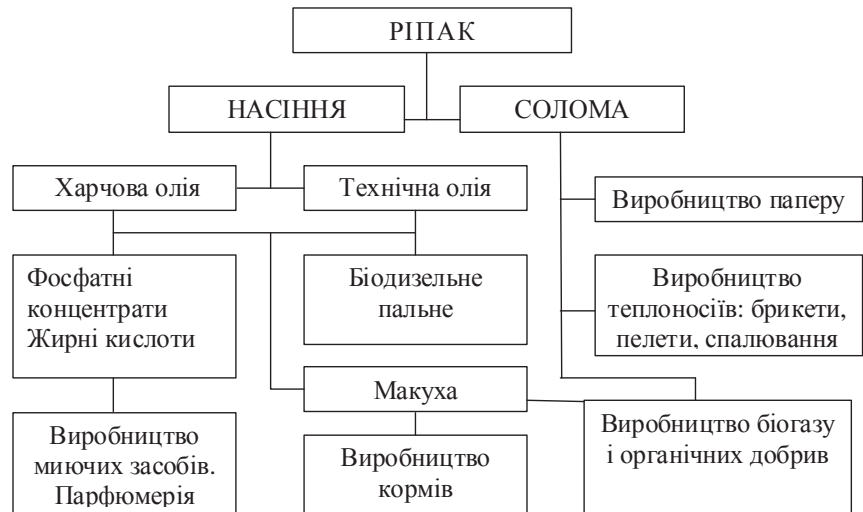 РІПАК
НАСІННЯ
СОЛОМА
Харчова олія
Технічна олія
Виробництво паперу
Фосфатні
концентрати
Жирні кислоти
Біодизельне
пальне
Виробництво
теплоносіїв: брикети,
пелети, спалювання
Макуха
Виробництво
миючих засобів.
Парфюмерія
Виробництво
кормів
Виробництво біогазу
і органічних добрив